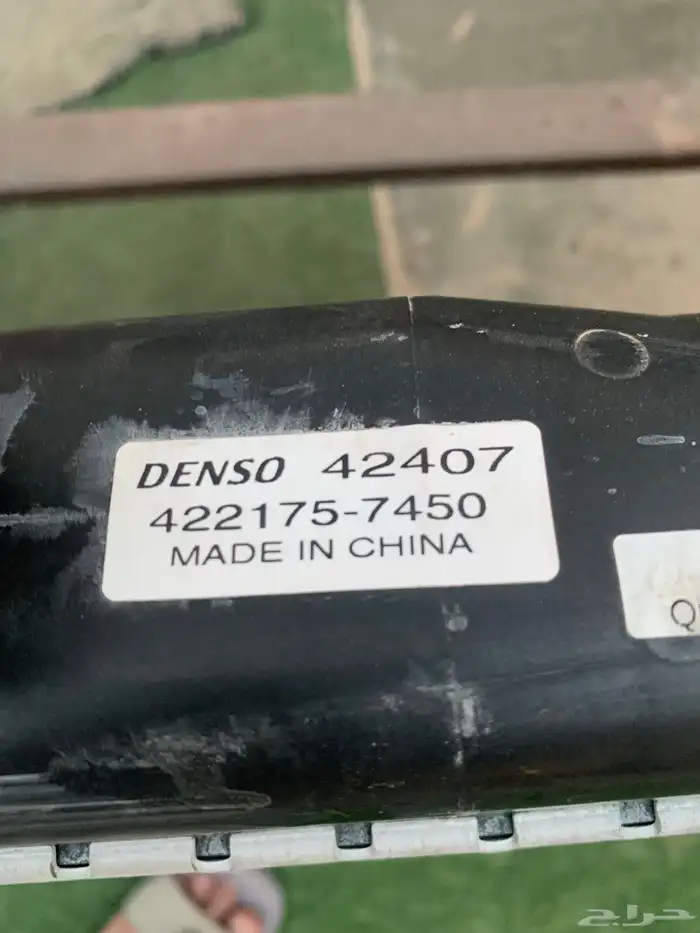 DENSO 42407
422175-7450
MADE IN CHINA
Q
حراج